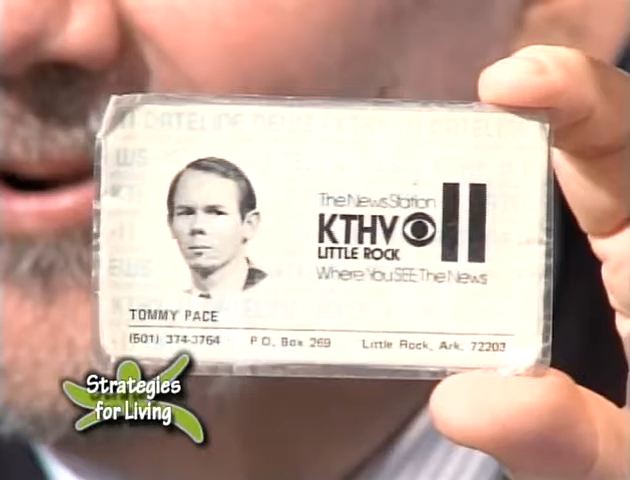 The News Station
KTHV 11
LITTLE ROCK
Where You SEE The News
TOMMY PACE
(501) 374-3764 P.O. Box 269 Little Rock, Ark. 72203
Strategies
for Living